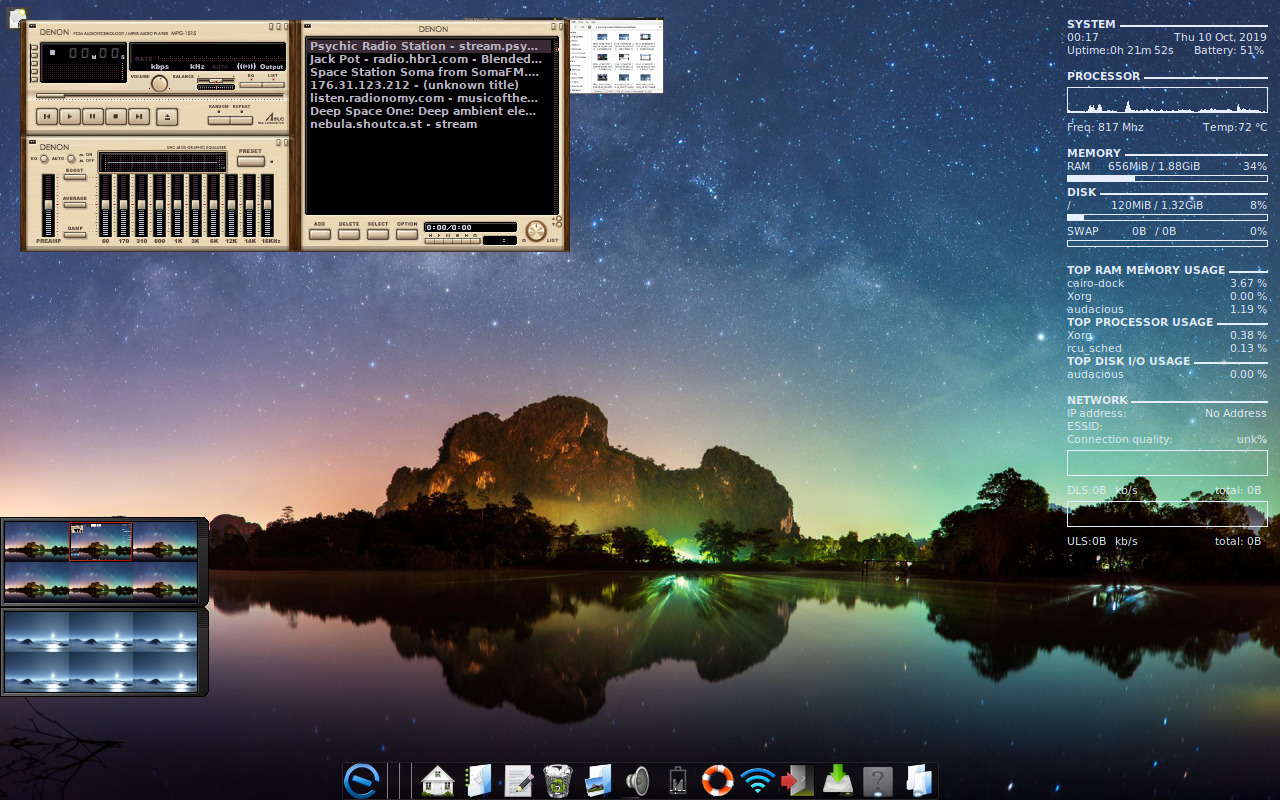 DENON PCM AUDIOTECHNOLOGY / MPEG AUDIO PLAYER MPG-1515
00:00
M S
RATE
kbps kHz AUTO ((•)) Output
VOLUME BALANCE EQ LIST
RANDOM REPEAT
DENON
EQ AUTO ON
OFF
PRESET
BOOST
AVERAGE
DAMP
PREAMP 60 170 310 600 1K 3K 6K 12K 14K 16KHz
DENON
Psychic Radio Station - stream.psy...
Jack Pot - radio.hbr1.com - Blended...
Space Station Soma from SomaFM....
176.31.123.212 - (unknown title)
listen.radionomy.com - musicofthe...
Deep Space One: Deep ambient ele...
nebula.shoutca.st - stream
ADD DELETE SELECT OPTION
0:00/0:00
LIST
SYSTEM
00:17 Thu 10 Oct, 2019
Uptime:0h 21m 52s Battery: 51%
PROCESSOR
Freq: 817 Mhz Temp:72 °C
MEMORY
RAM 656MiB / 1.88GiB 34%
DISK
/ 120MiB / 1.32GiB 8%
SWAP 0B / 0B 0%
TOP RAM MEMORY USAGE
cairo-dock 3.67 %
Xorg 0.00 %
audacious 1.19 %
TOP PROCESSOR USAGE
Xorg 0.38 %
rcu_sched 0.13 %
TOP DISK I/O USAGE
audacious 0.00 %
NETWORK
IP address: No Address
ESSID:
Connection quality: unk%
DLS:0B kb/s total: 0B
ULS:0B kb/s total: 0B